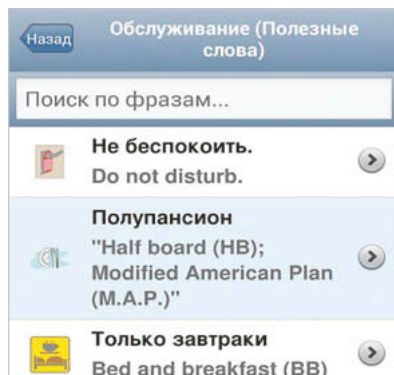 Назад
Обслуживание (Полезные
слова)
Поиск по фразам...
Не беспокоить.
Do not disturb.
Полупансион
"Half board (HB);
Modified American Plan
(M.A.P.)"
Только завтраки
Bed and breakfast (BB)